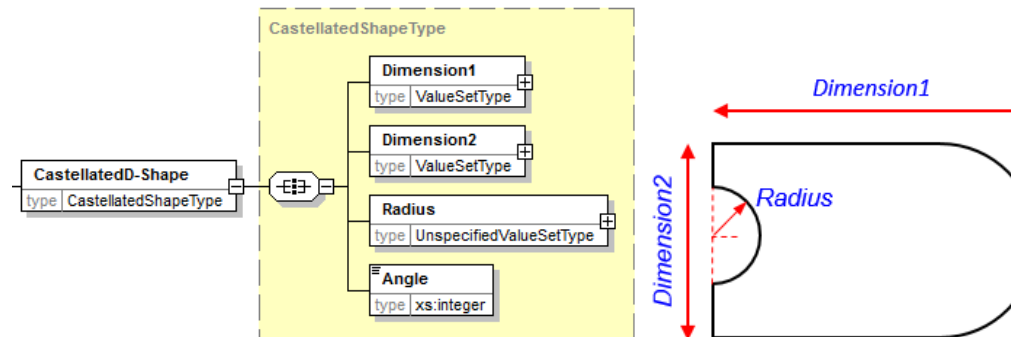 CastellatedShapeType
Dimension1
type ValueSetType
Dimension2
type ValueSetType
CastellatedD-Shape
type CastellatedShapeType
Radius
type UnspecifiedValueSetType
Angle
type xs:integer
Dimension1
Dimension2
Radius